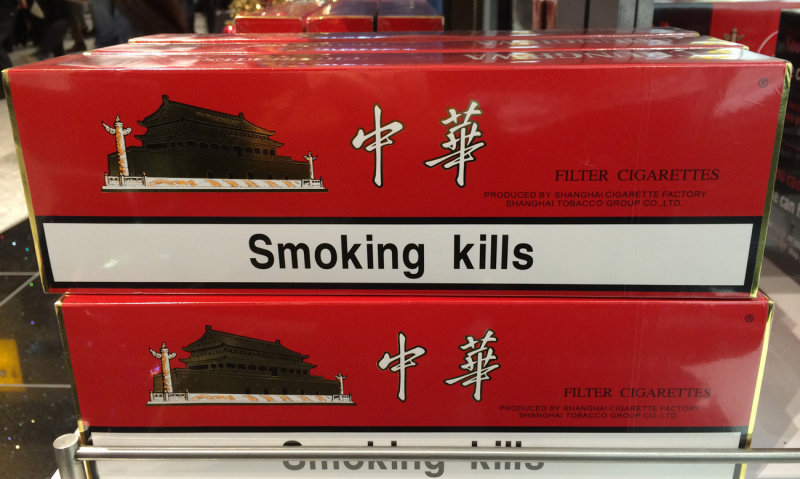 中華
FILTER CIGARETTES
PRODUCED BY SHANGHAI CIGARETTE FACTORY
SHANGHAI TOBACCO GROUP CO.,LTD.
Smoking kills
中華
FILTER CIGARETTES
PRODUCED BY SHANGHAI CIGARETTE FACTORY
SHANGHAI TOBACCO GROUP CO.,LTD.
Smoking kills